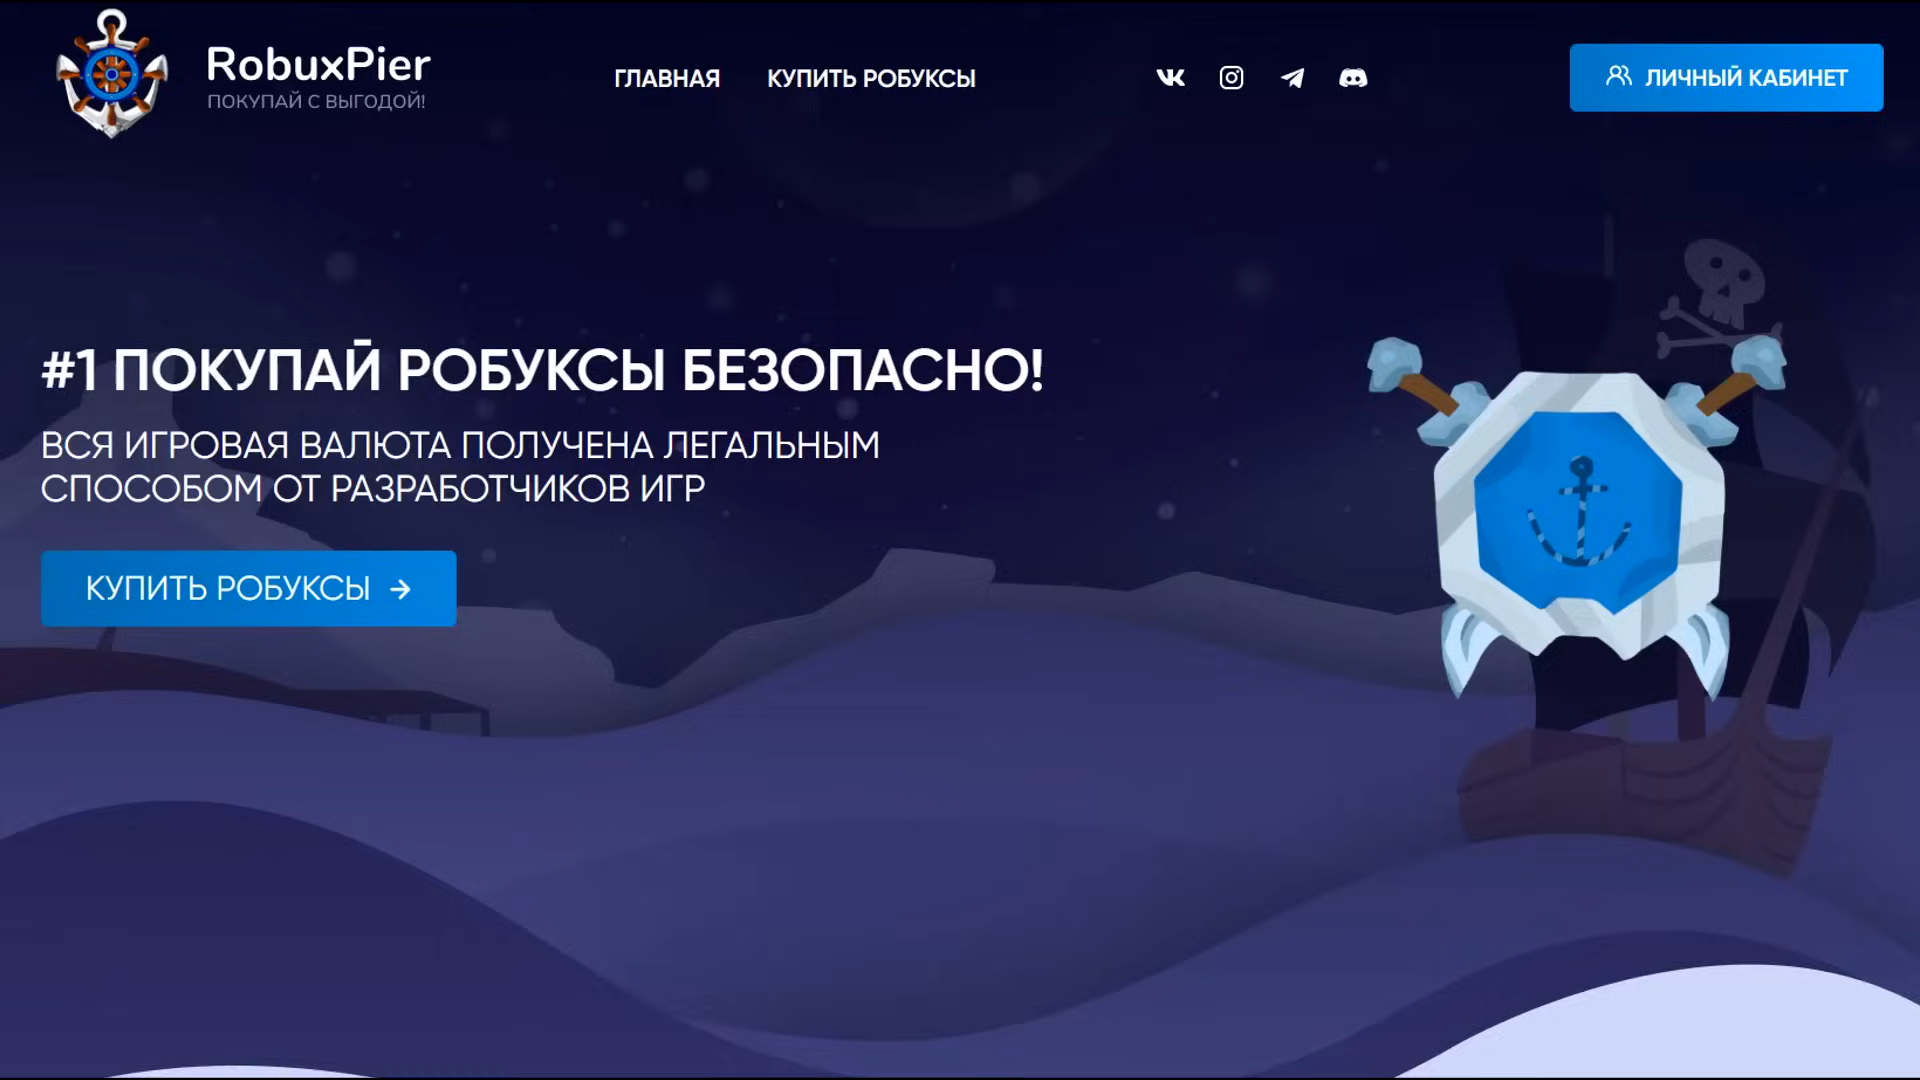 RobuxPier
ПОКУПАЙ С ВЫГОДОЙ!
ГЛАВНАЯ
КУПИТЬ РОБУКСЫ
ЛИЧНЫЙ КАБИНЕТ
#1 ПОКУПАЙ РОБУКСЫ БЕЗОПАСНО!
ВСЯ ИГРОВАЯ ВАЛЮТА ПОЛУЧЕНА ЛЕГАЛЬНЫМ
СПОСОБОМ ОТ РАЗРАБОТЧИКОВ ИГР
КУПИТЬ РОБУКСЫ →